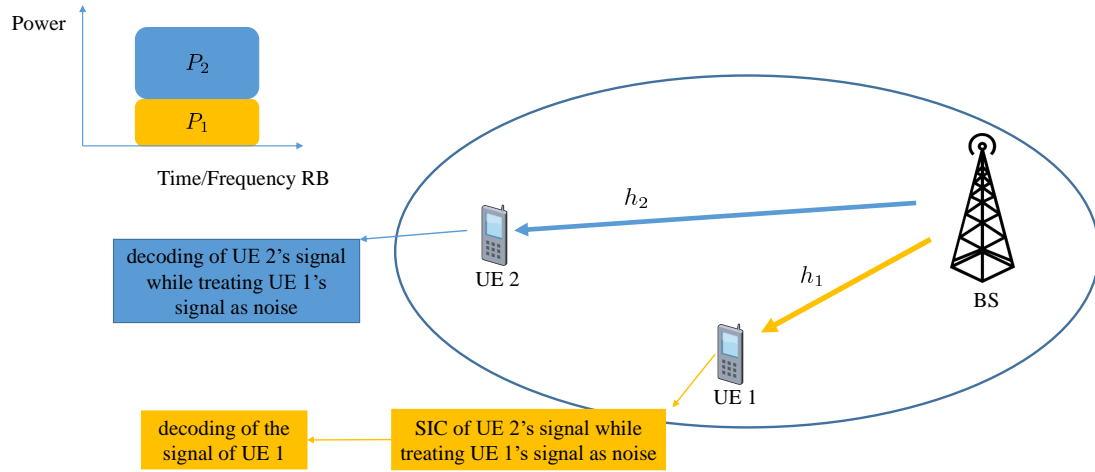 Power
P₂
P₁
Time/Frequency RB
h₂
h₁
UE 2
BS
UE 1
decoding of UE 2's signal
while treating UE 1's
signal as noise
decoding of the
signal of UE 1
SIC of UE 2's signal while
treating UE 1's signal as noise